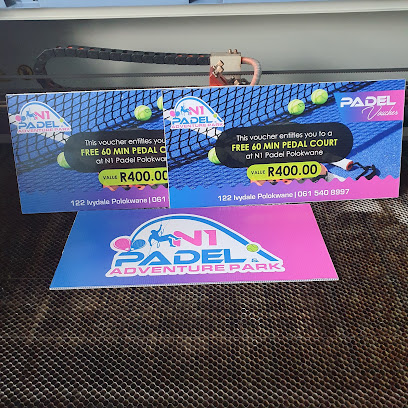 N1
PADEL
ADVENTURE PARK
This voucher entitles you to a
FREE 60 MIN PEDAL COURT
at N1 Padel Polokwane
VALUE R400.00
122 Ivydale Polokwane | 061
N1
PADEL
ADVENTURE PARK
PADEL
Voucher
This voucher entitles you to a
FREE 60 MIN PEDAL COURT
at N1 Padel Polokwane
VALUE R400.00
122 Ivydale Polokwane | 061 540 8997
N1
PADEL
ADVENTURE PARK